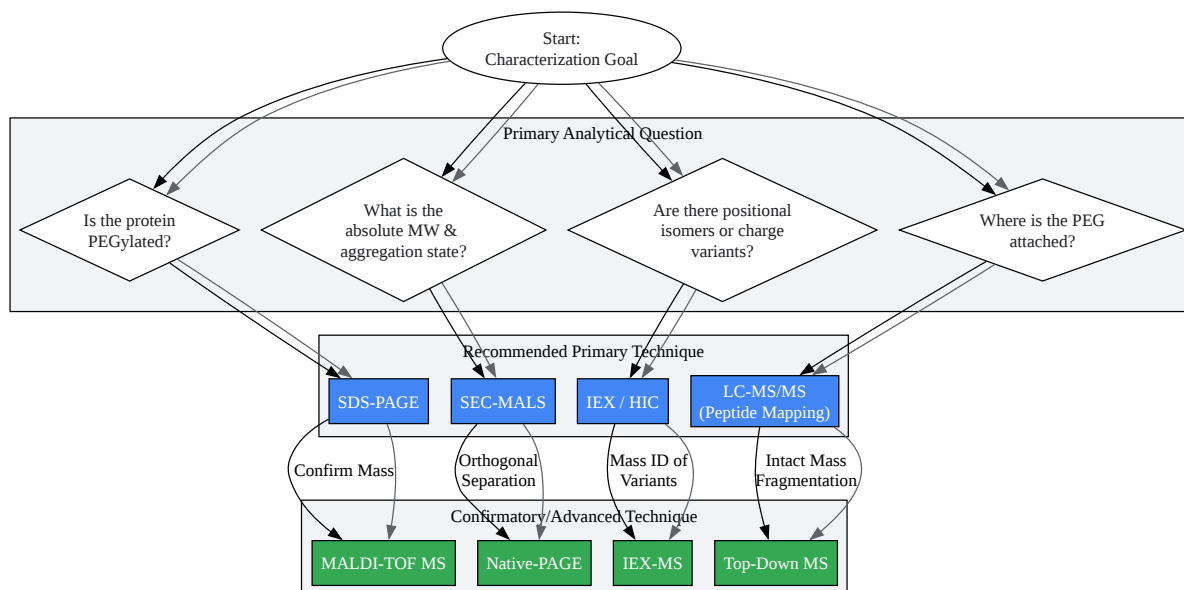 Start:
Characterization Goal
Primary Analytical Question
Is the protein
PEGylated?
What is the
absolute MW &
aggregation state?
Are there positional
isomers or charge
variants?
Where is the PEG
attached?
Recommended Primary Technique
SDS-PAGE
SEC-MALS
IEX / HIC
LC-MS/MS
(Peptide Mapping)
Confirm Mass
Orthogonal
Separation
Mass ID of
Variants
Intact Mass
Fragmentation
Confirmatory/Advanced Technique
MALDI-TOF MS
Native-PAGE
IEX-MS
Top-Down MS